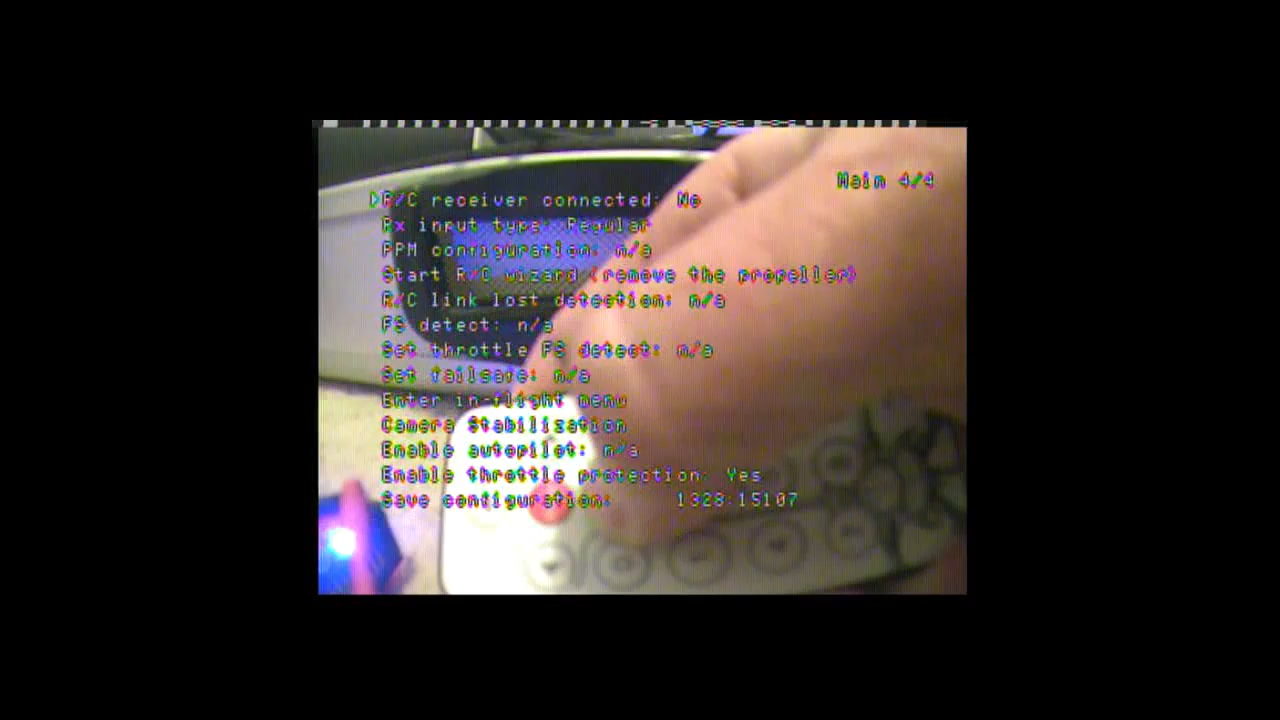 Main 4/4
R/C receiver connected: No
Rx input type: Regular
PPM configuration: n/a
Start R/C wizard (remove the propeller)
R/C link lost detection: n/a
FS detect: n/a
Set throttle FS detect: n/a
Set failsafe: n/a
Enter in-flight menu
Camera Stabilization
Enable autopilot: n/a
Enable throttle protection: Yes
Save configuration: 1328:15107